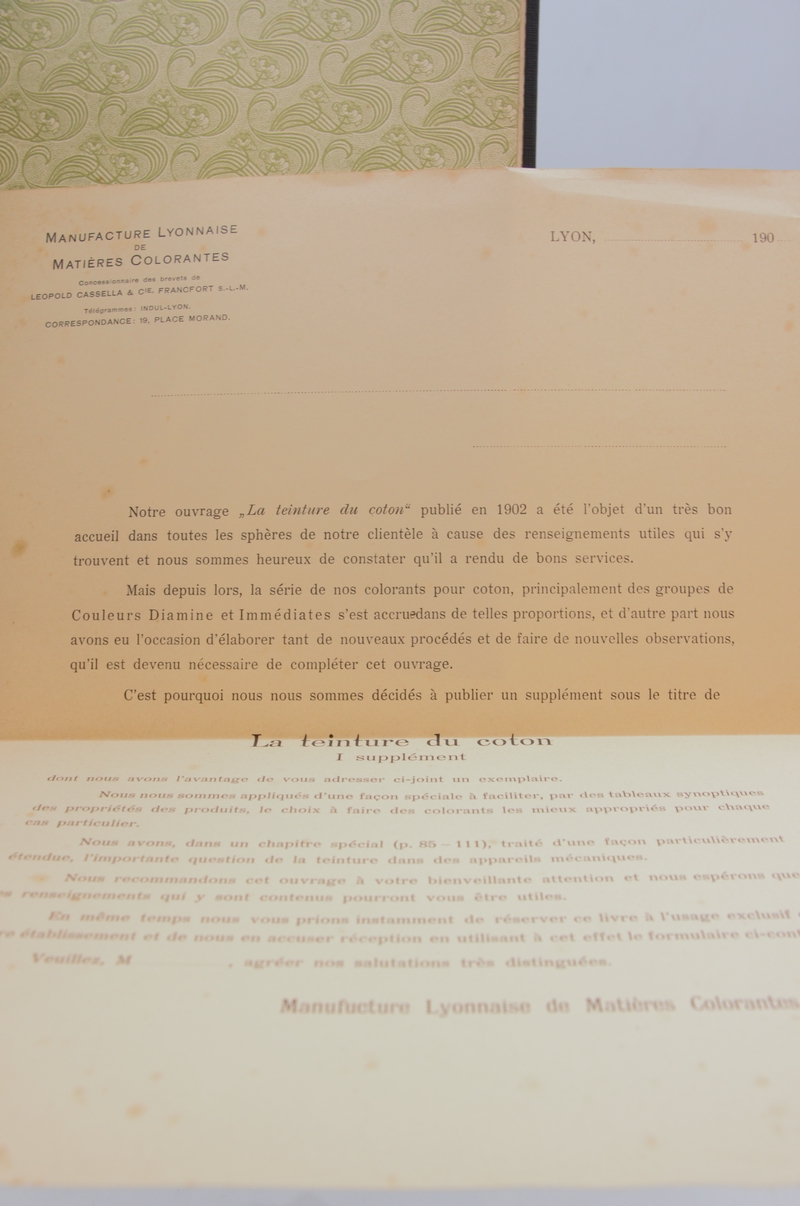 MANUFACTURE LYONNAISE
DE
MATIÈRES COLORANTES
Concessionnaire des brevets de
LEOPOLD CASSELLA & CIE. FRANCFORT S.-L.-M.
Télégrammes: INDUL-LYON.
CORRESPONDANCE: 19, PLACE MORAND.
LYON, 190
Notre ouvrage „La teinture du coton“ publié en 1902 a été l'objet d'un très bon
accueil dans toutes les sphères de notre clientèle à cause des renseignements utiles qui s'y
trouvent et nous sommes heureux de constater qu'il a rendu de bons services.
Mais depuis lors, la série de nos colorants pour coton, principalement des groupes de
Couleurs Diamine et Immédiates s'est accrue dans de telles proportions, et d'autre part nous
avons eu l'occasion d'élaborer tant de nouveaux procédés et de faire de nouvelles observations,
qu'il est devenu nécessaire de compléter cet ouvrage.
C'est pourquoi nous nous sommes décidés à publier un supplément sous le titre de
La teinture du coton
I supplément
dont nous avons l'avantage de vous adresser ci-joint un exemplaire.
Nous nous sommes appliqués d'une façon spéciale à faciliter, par des tableaux synoptiques
des propriétés des produits, le choix à faire des colorants les mieux appropriés pour chaque
cas particulier.
Nous avons, dans un chapitre spécial (p. 85—111), traité d'une façon particulièrement
étendue, l'importante question de la teinture dans des appareils mécaniques.
Nous recommandons cet ouvrage à votre bienveillante attention et nous espérons que
renseignements qui y sont contenus pourront vous être utiles.
En même temps nous vous prions instamment de réserver ce livre à l'usage exclusif
établissement et de nous en accuser réception en utilisant à cet effet le formulaire
Veuillez, M , agréer nos salutations très distinguées.
Manufacture Lyonnaise de Matières Colorantes